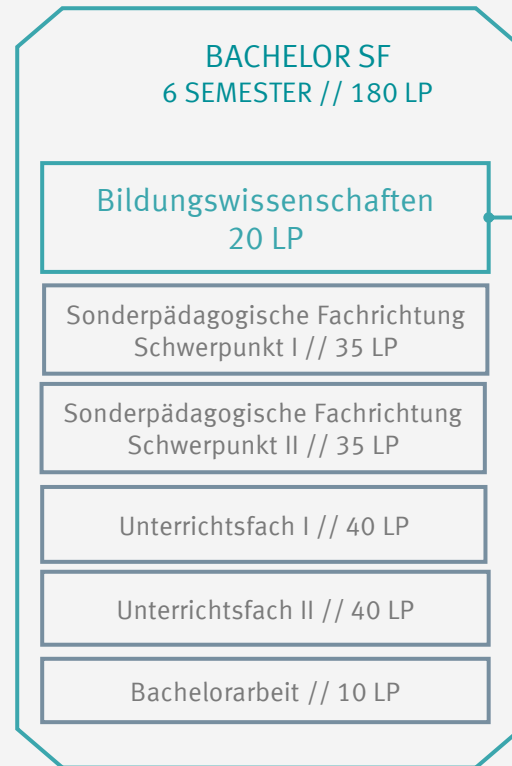 BACHELOR SF
6 SEMESTER // 180 LP
Bildungswissenschaften
20 LP
Sonderpädagogische Fachrichtung
Schwerpunkt I // 35 LP
Sonderpädagogische Fachrichtung
Schwerpunkt II // 35 LP
Unterrichtsfach I // 40 LP
Unterrichtsfach II // 40 LP
Bachelorarbeit // 10 LP